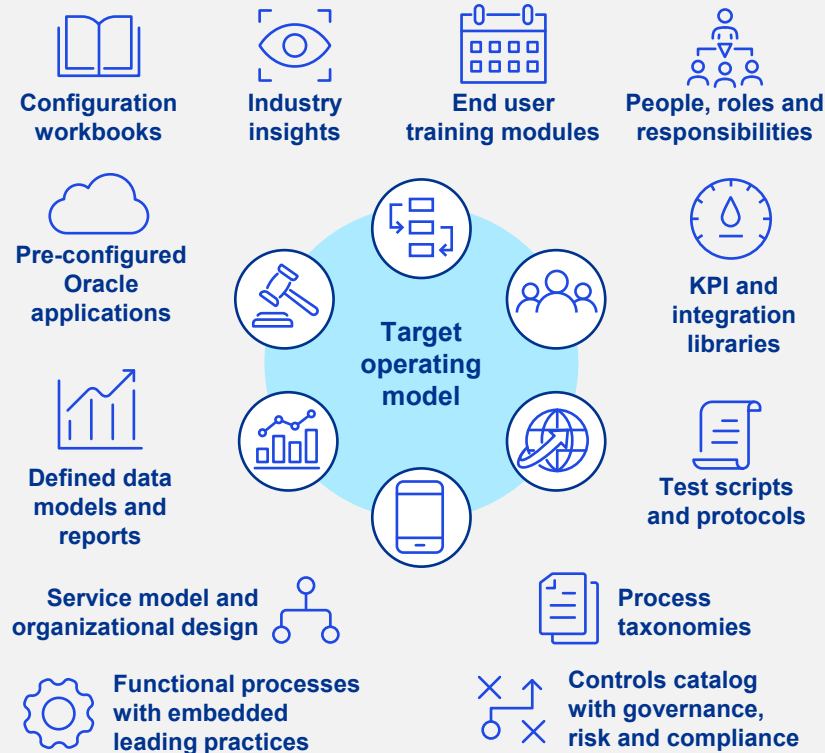 Configuration
workbooks
Industry
insights
End user
training modules
People, roles and
responsibilities
Pre-configured
Oracle
applications
Target
operating
model
KPI and
integration
libraries
Defined data
models and
reports
Test scripts
and protocols
Service model and
organizational design
Process
taxonomies
Functional processes
with embedded
leading practices
Controls catalog
with governance,
risk and compliance